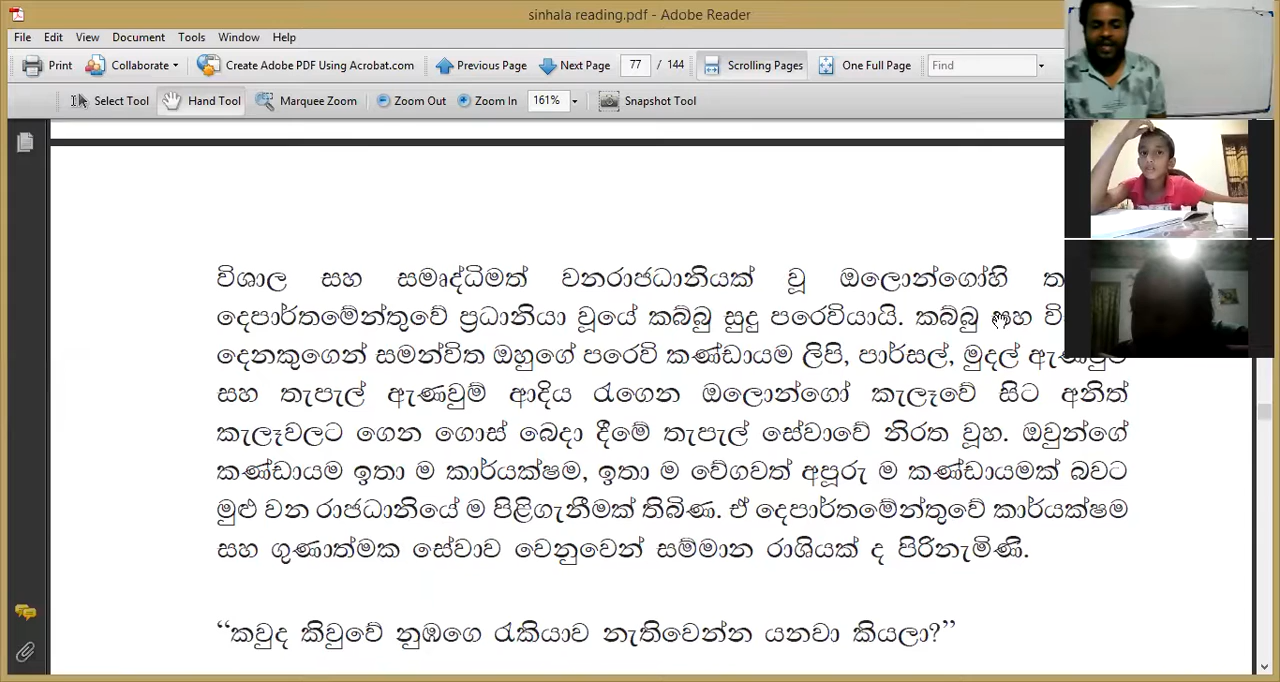 sinhala reading.pdf - Adobe Reader
File Edit View Document Tools Window Help
Print Collaborate Create Adobe PDF Using Acrobat.com Previous Page Next Page 77 / 144 Scrolling Pages One Full Page Find
Select Tool Hand Tool Marquee Zoom Zoom Out Zoom In 161% Snapshot Tool
විශාල සහ සමෘද්ධිමත් වනරාජධානියක් වූ ඔලොන්ගෝහි
දෙපාර්තමේන්තුවේ ප්‍රධානියා වූයේ කබ්බු සුදු පරෙවියායි. කබ්බු සහ
දෙනකුගෙන් සමන්විත ඔහුගේ පරෙවි කණ්ඩායම ලිපි, පාර්සල්, මුදල් ඇණවුම්
සහ තැපැල් ඇණවුම් ආදිය රැගෙන ඔලොන්ගෝ කැලෑවේ සිට අනිත්
කැලෑවලට ගෙන ගොස් බෙදා දීමේ තැපැල් සේවාවේ නිරත වූහ. ඔවුන්ගේ
කණ්ඩායම ඉතා ම කාර්යක්ෂම, ඉතා ම වේගවත් අපූරු ම කණ්ඩායමක් බවට
මුළු වන රාජධානියේ ම පිළිගැනීමක් තිබිණ. ඒ දෙපාර්තමේන්තුවේ කාර්යක්ෂම
සහ ගුණාත්මක සේවාව වෙනුවෙන් සම්මාන රාශියක් ද පිරිනැමිණි.
‘‘කවුද කිවුවේ නුඹගෙ රැකියාව නැතිවෙන්න යනවා කියලා?’’